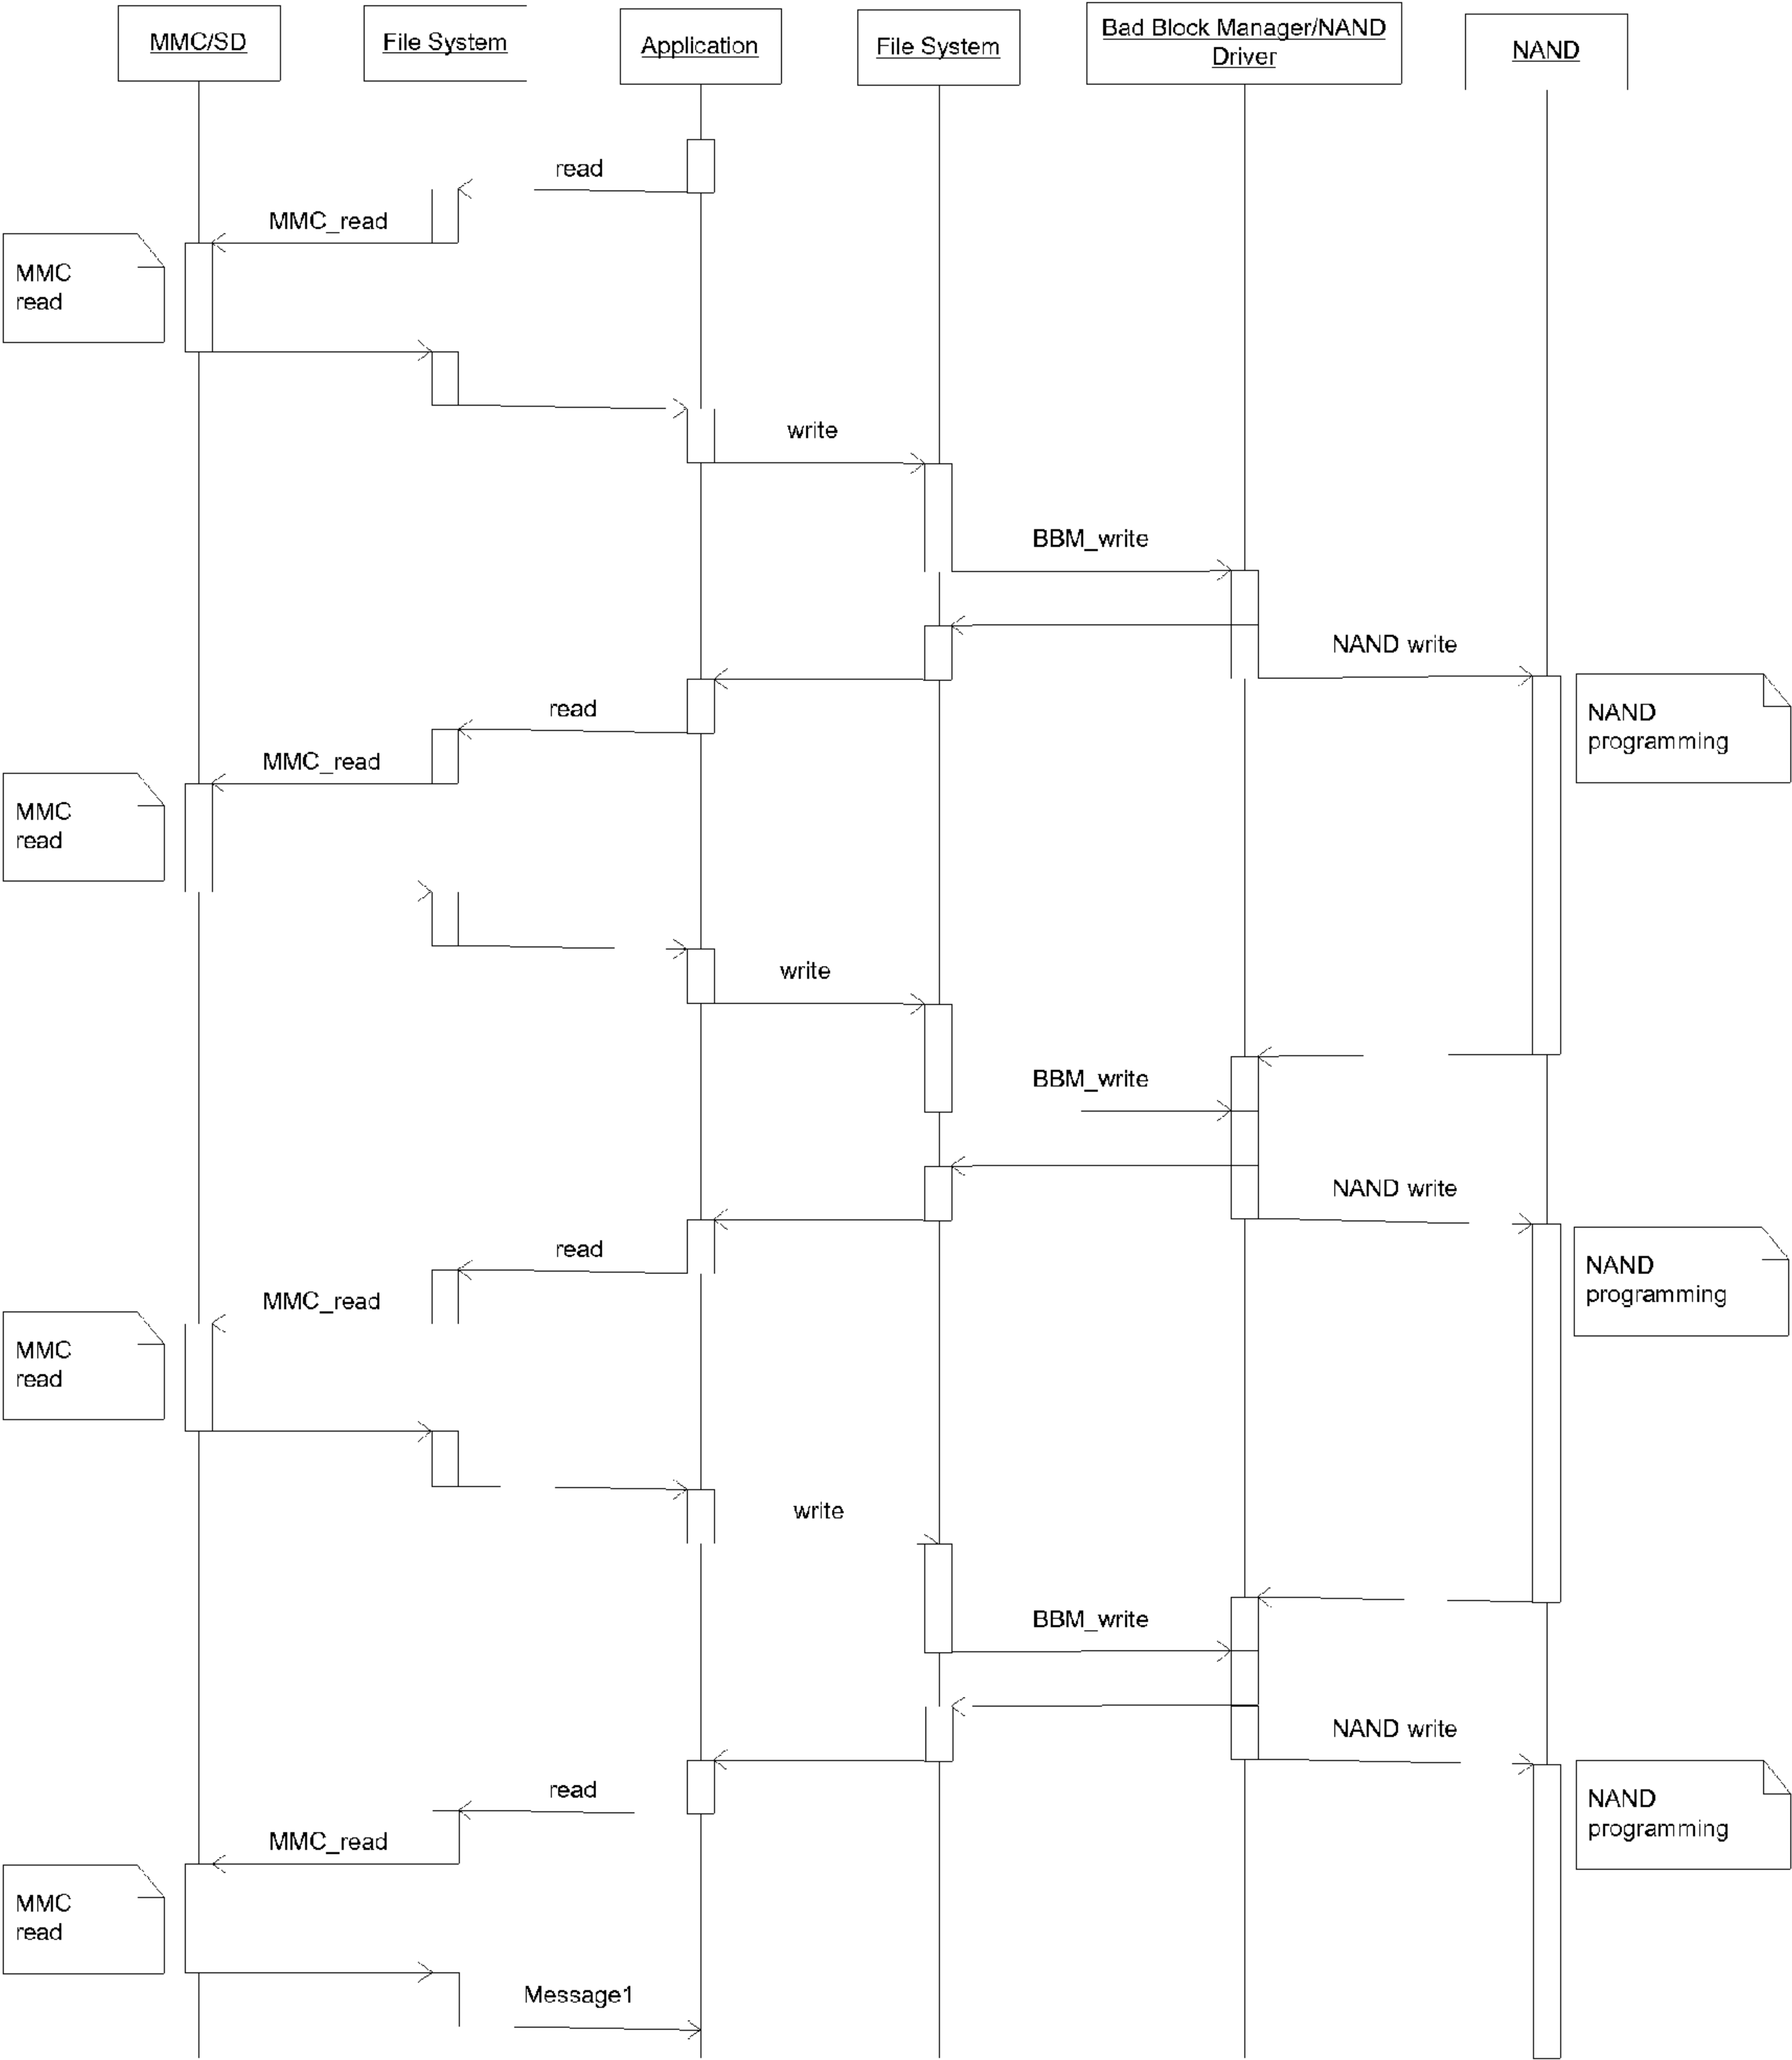 MMC/SD
File System
Application
File System
Bad Block Manager/NAND
Driver
NAND
read
MMC_read
MMC
read
write
BBM_write
NAND write
NAND
programming
read
MMC_read
MMC
read
write
BBM_write
NAND write
NAND
programming
read
MMC_read
MMC
read
write
BBM_write
NAND write
NAND
programming
read
MMC_read
MMC
read
Message1